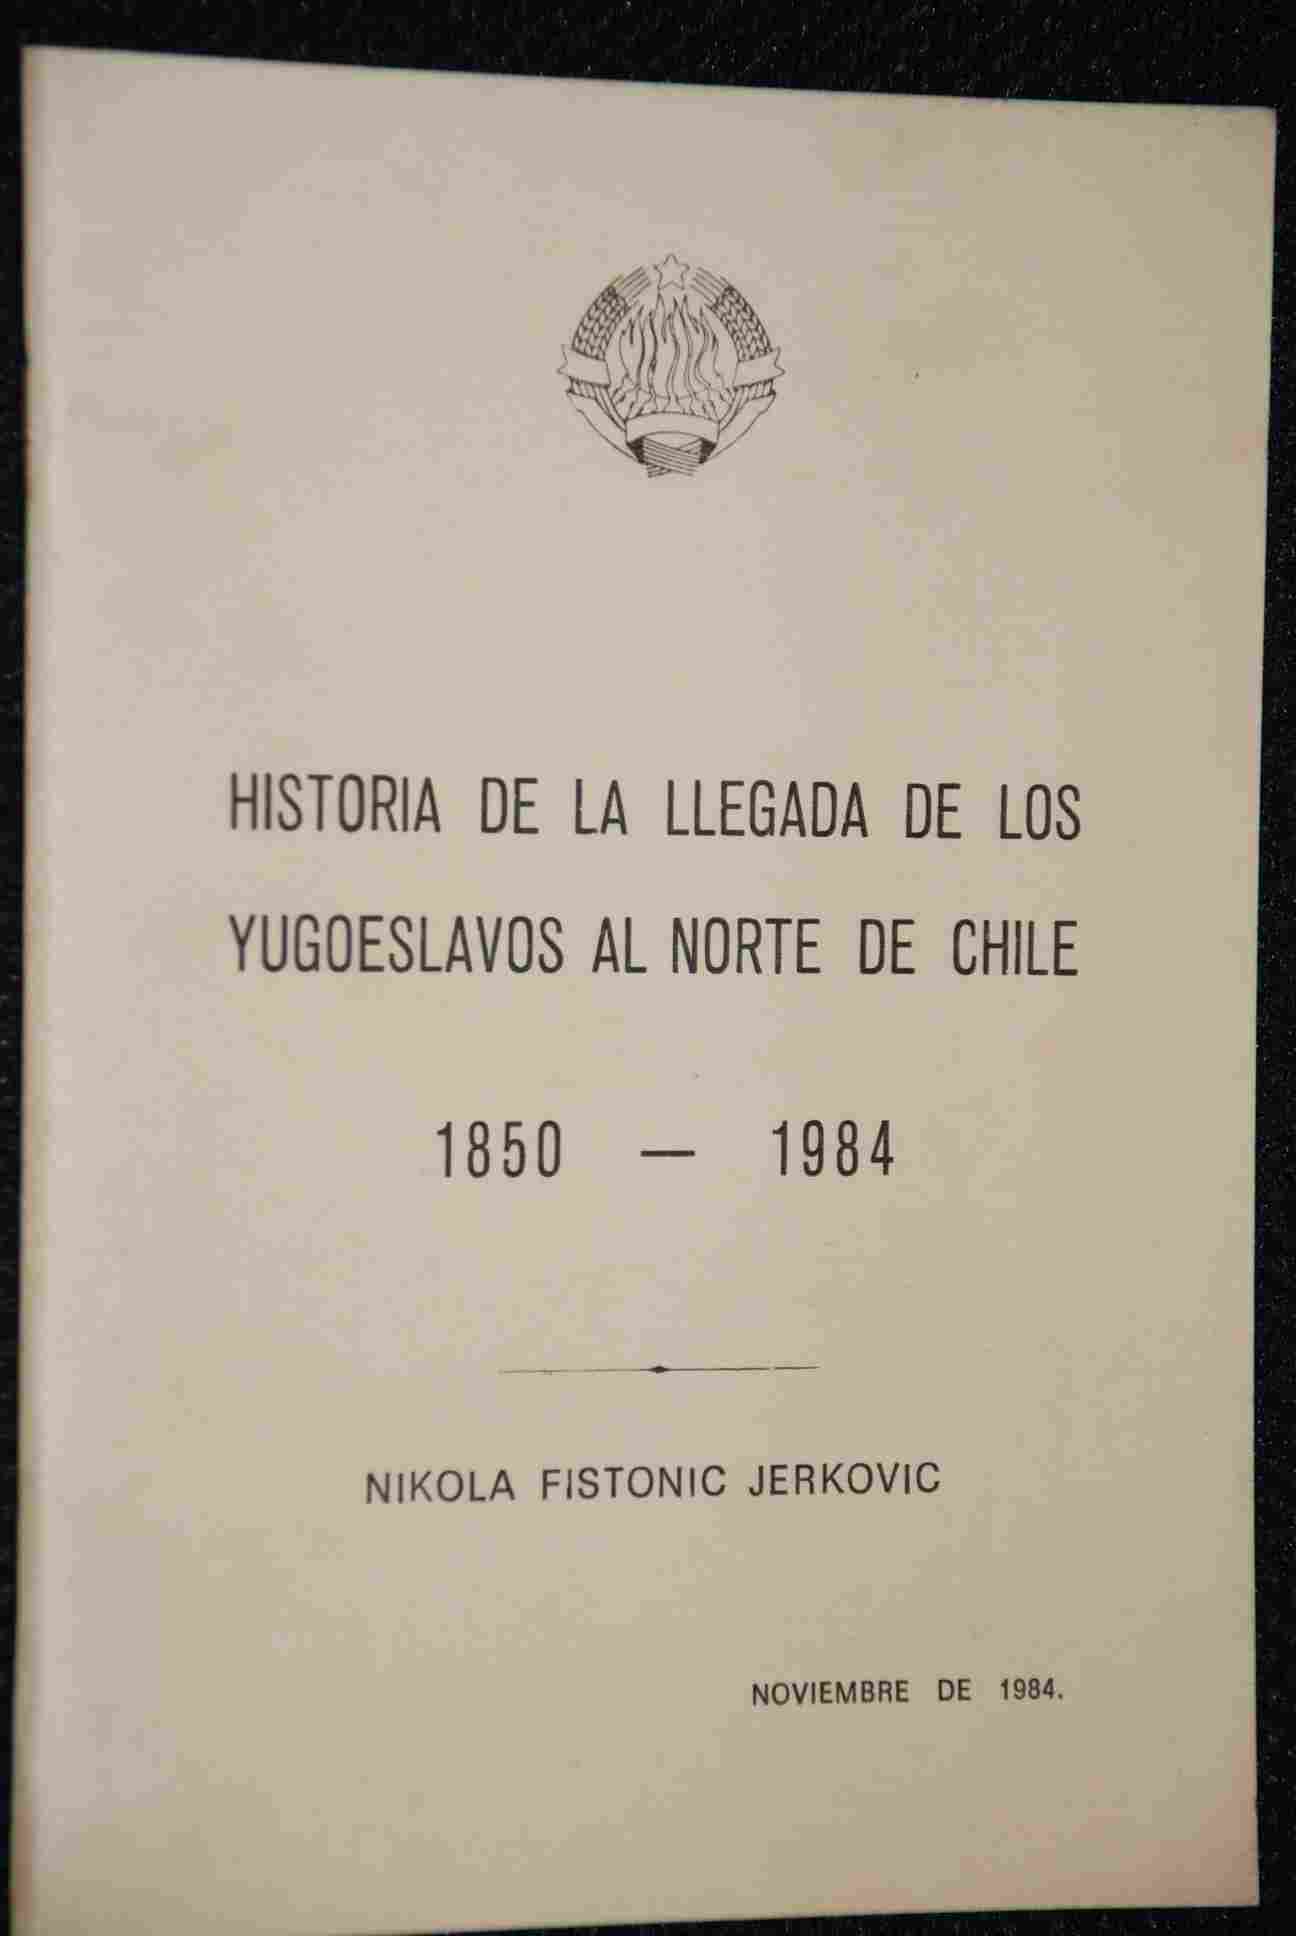 HISTORIA DE LA LLEGADA DE LOS
YUGOESLAVOS AL NORTE DE CHILE
1850 — 1984
NIKOLA FISTONIC JERKOVIC
NOVIEMBRE DE 1984.